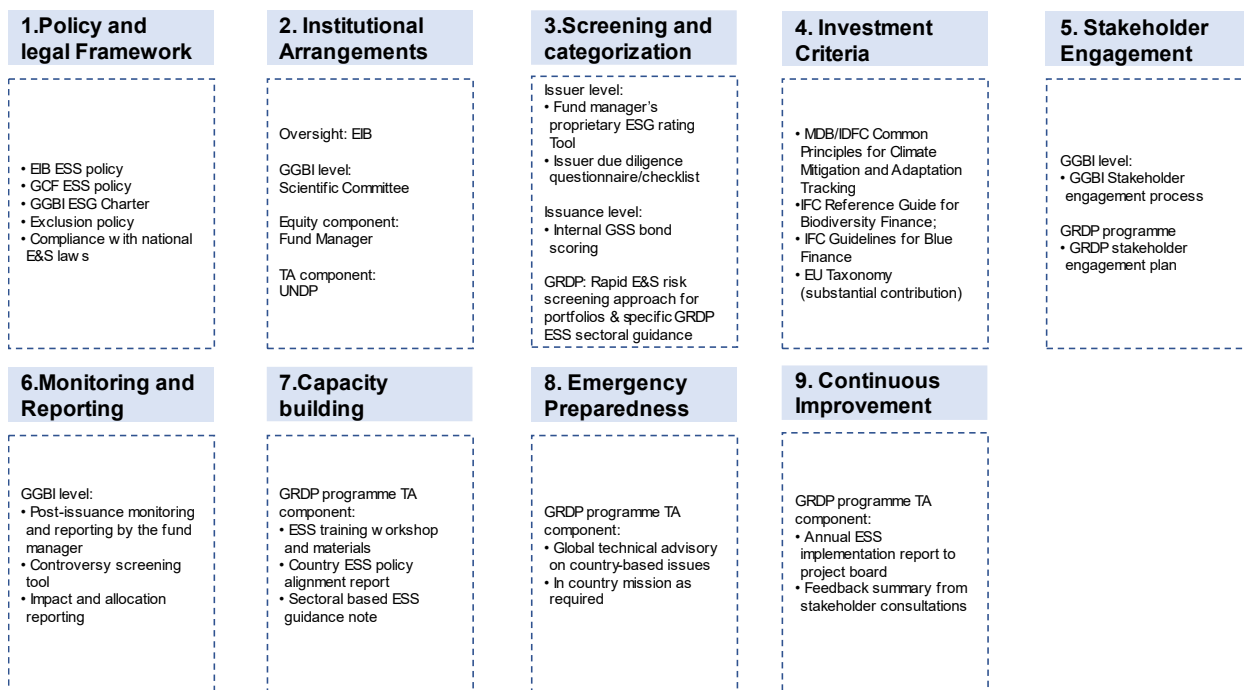 1.Policy and
legal Framework
• EIB ESS policy
• GCF ESS policy
• GGBI ESG Charter
• Exclusion policy
• Compliance with national
E&S laws
2. Institutional
Arrangements
Oversight: EIB
GGBI level:
Scientific Committee
Equity component:
Fund Manager
TA component:
UNDP
3.Screening and
categorization
Issuer level:
• Fund manager's
proprietary ESG rating
Tool
• Issuer due diligence
questionnaire/checklist
Issuance level:
• Internal GSS bond
scoring
GRDP: Rapid E&S risk
screening approach for
portfolios & specific GRDP
ESS sectoral guidance
4. Investment
Criteria
• MDB/IDFC Common
Principles for Climate
Mitigation and Adaptation
Tracking
• IFC Reference Guide for
Biodiversity Finance;
• IFC Guidelines for Blue
Finance
• EU Taxonomy
(substantial contribution)
5. Stakeholder
Engagement
GGBI level:
• GGBI Stakeholder
engagement process
GRDP programme
• GRDP stakeholder
engagement plan
6.Monitoring and
Reporting
GGBI level:
• Post-issuance monitoring
and reporting by the fund
manager
• Controversy screening
tool
• Impact and allocation
reporting
7.Capacity
building
GRDP programme TA
component:
• ESS training workshop
and materials
• Country ESS policy
alignment report
• Sectoral based ESS
guidance note
8. Emergency
Preparedness
GRDP programme TA
component:
• Global technical advisory
on country-based issues
• In country mission as
required
9. Continuous
Improvement
GRDP programme TA
component:
• Annual ESS
implementation report to
project board
• Feedback summary from
stakeholder consultations